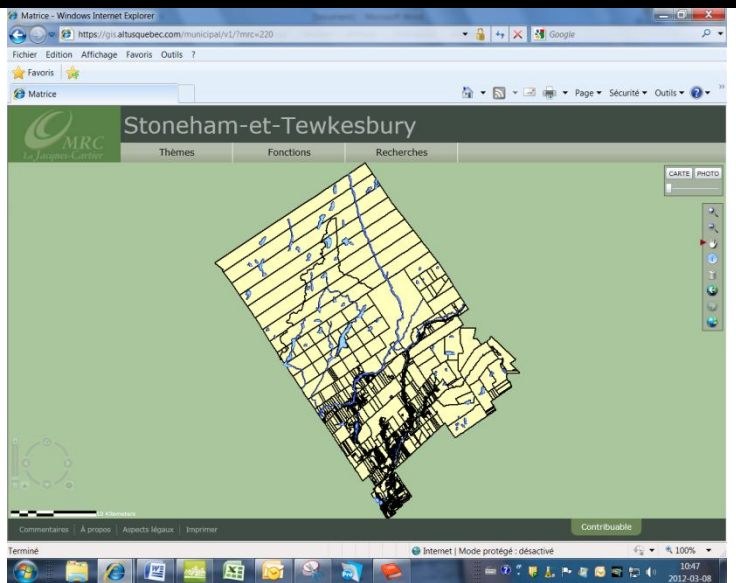 Matrice - Windows Internet Explorer
https://gis.altusquebec.com/municipal/v1/?mrc=220
Google
Fichier Edition Affichage Favoris Outils ?
Favoris
Matrice
Page Sécurité Outils
MRC
La Jacques-Cartier
Stoneham-et-Tewkesbury
Thèmes Fonctions Recherches
CARTE PHOTO
10 Kilometers
Commentaires À propos Aspects légaux Imprimer
Contribuable
Terminé
Internet | Mode protégé : désactivé
100%
10:47
2012-03-08